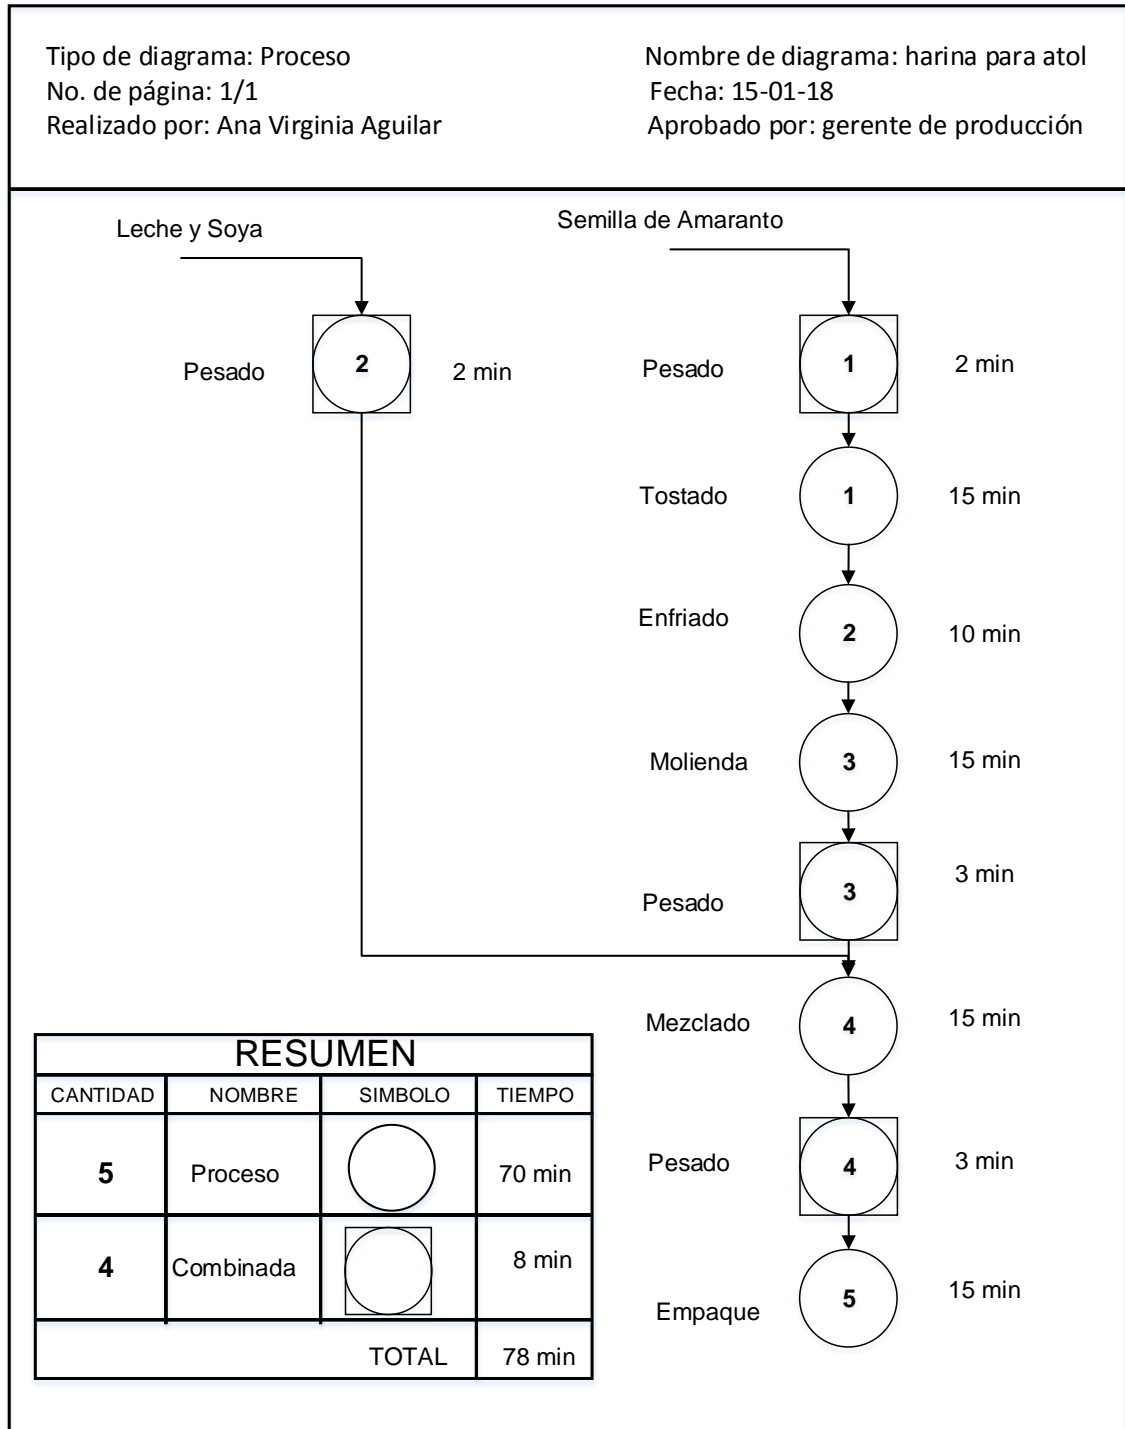 Tipo de diagrama: Proceso
Nombre de diagrama: harina para atol
No. de página: 1/1
Fecha: 15-01-18
Realizado por: Ana Virginia Aguilar
Aprobado por: gerente de producción
Leche y Soya
Semilla de Amaranto
Pesado
2
2 min
Pesado
1
2 min
Tostado
1
15 min
Enfriado
2
10 min
Molienda
3
15 min
Pesado
3
3 min
Mezclado
4
15 min
Pesado
4
3 min
Empaque
5
15 min
RESUMEN
CANTIDAD NOMBRE SIMBOLO TIEMPO
5 Proceso 70 min
4 Combinada 8 min
TOTAL 78 min